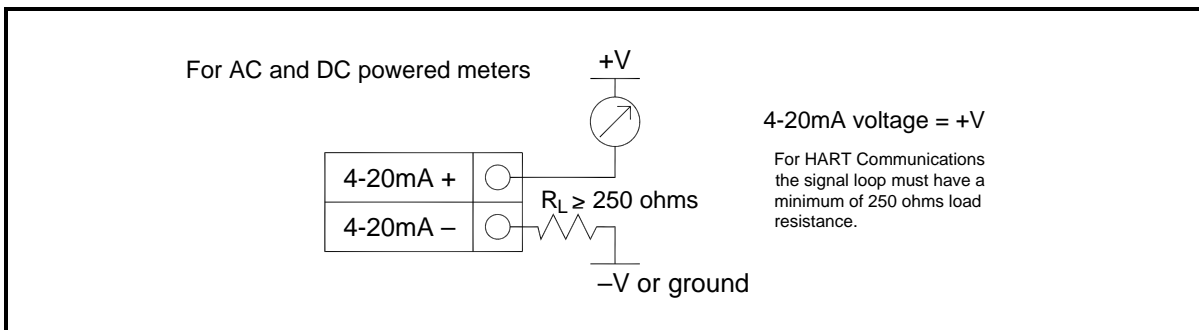 For AC and DC powered meters
+V
4-20mA voltage = +V
For HART Communications
the signal loop must have a
minimum of 250 ohms load
resistance.
4-20mA +
R_L ≥ 250 ohms
4-20mA –
–V or ground